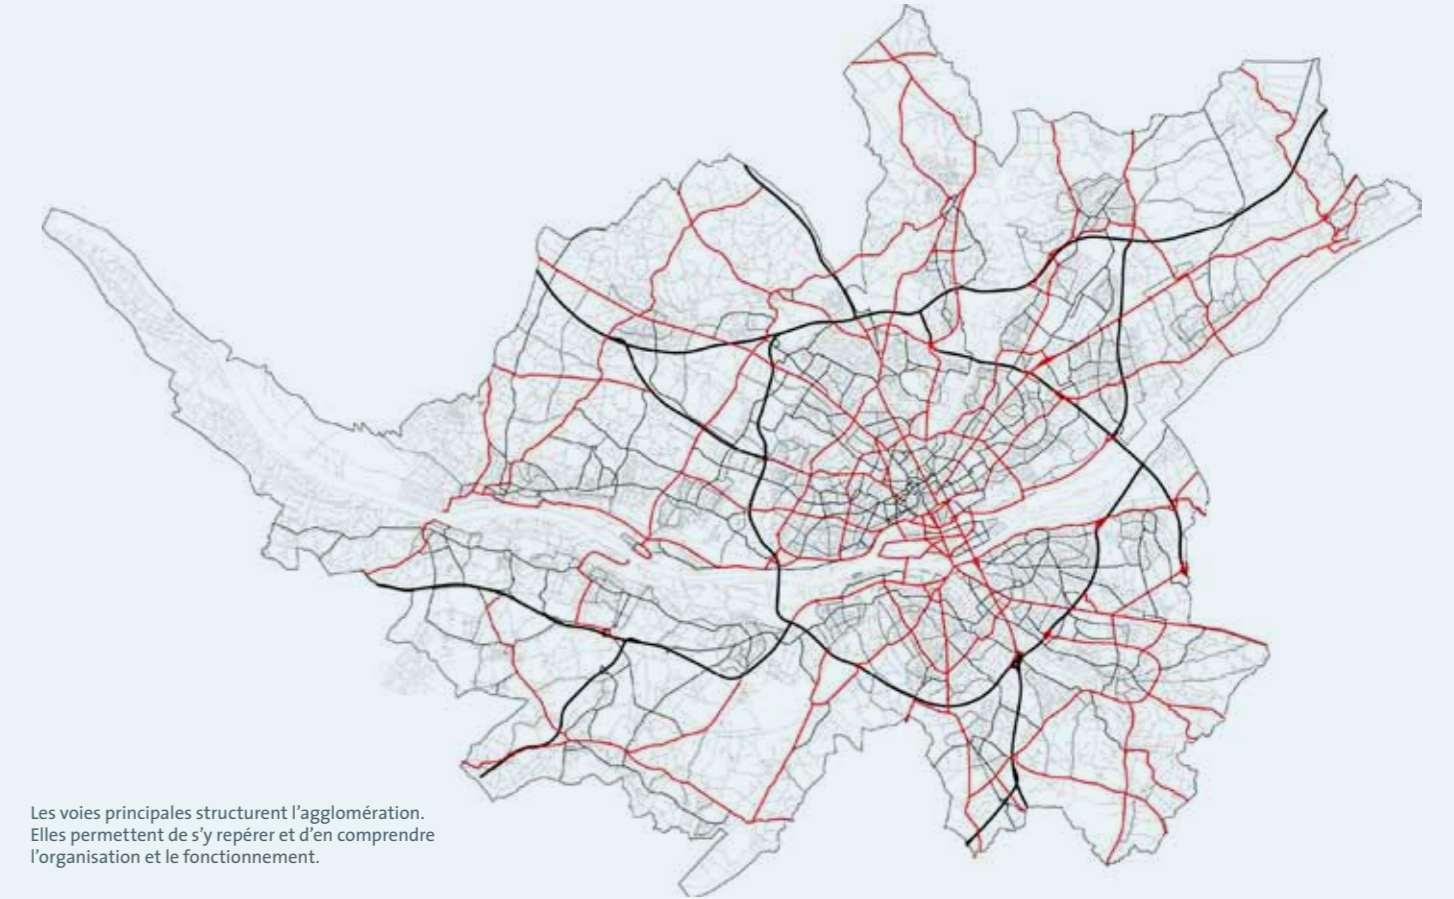 Les voies principales structurent l’agglomération.
Elles permettent de s’y repérer et d’en comprendre
l’organisation et le fonctionnement.